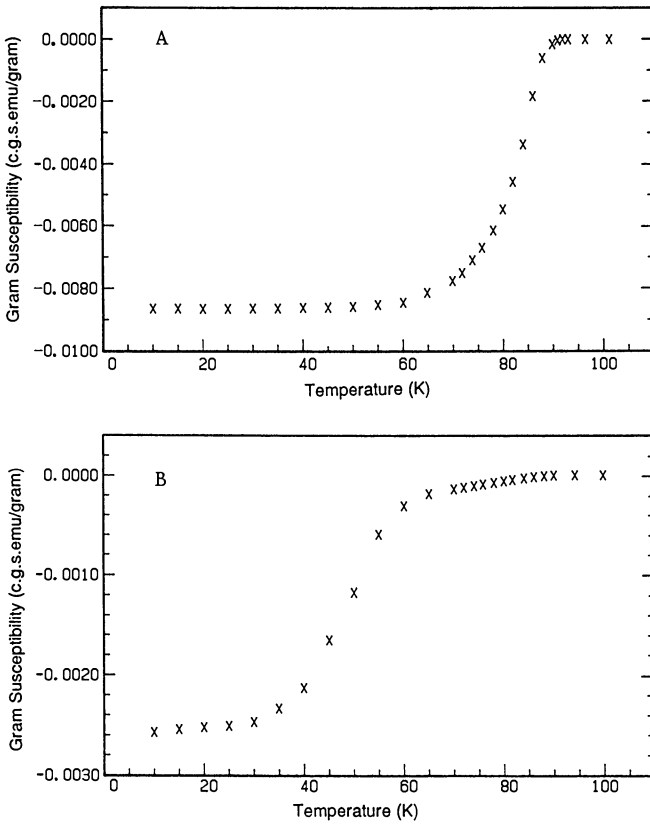 A
Gram Susceptibility (c.g.s.emu/gram)
0.0000
-0.0020
-0.0040
-0.0060
-0.0080
-0.0100
0 20 40 60 80 100
Temperature (K)
B
Gram Susceptibility (c.g.s.emu/gram)
0.0000
-0.0010
-0.0020
-0.0030
0 20 40 60 80 100
Temperature (K)